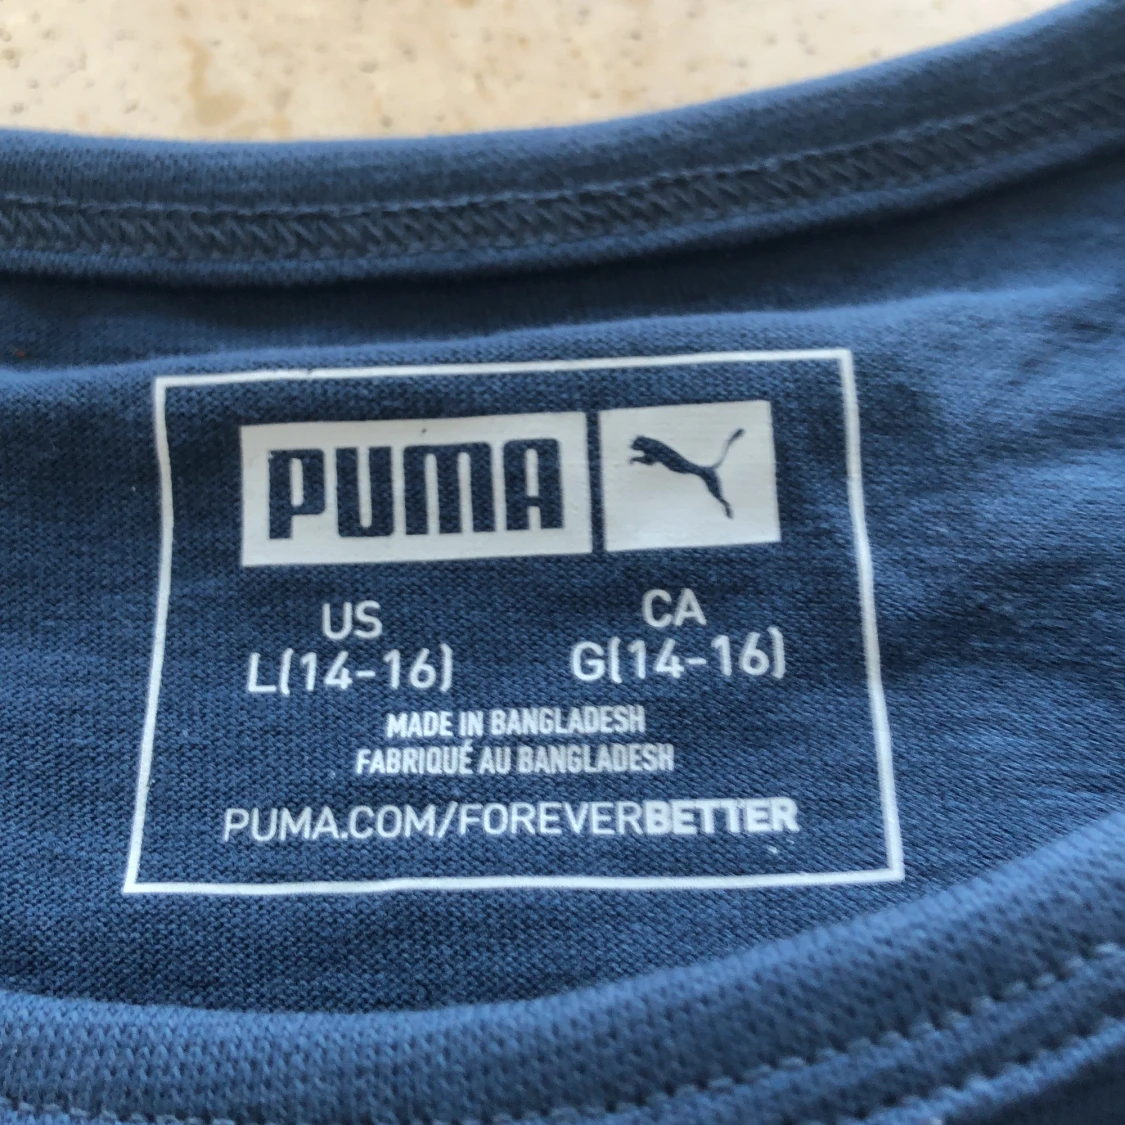 PUMA
US CA
L(14-16) G(14-16)
MADE IN BANGLADESH
FABRIQUÉ AU BANGLADESH
PUMA.COM/FOREVERBETTER